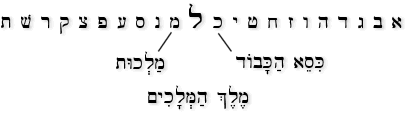 א ב ג ד ה ו ז ח ט י כ ל מ נ ס ע פ צ ק ר שׁ ת
כִּסֵּא הַכָּבוֹד מַלְכוּת
מֶלֶךְ הַמְּלָכִים